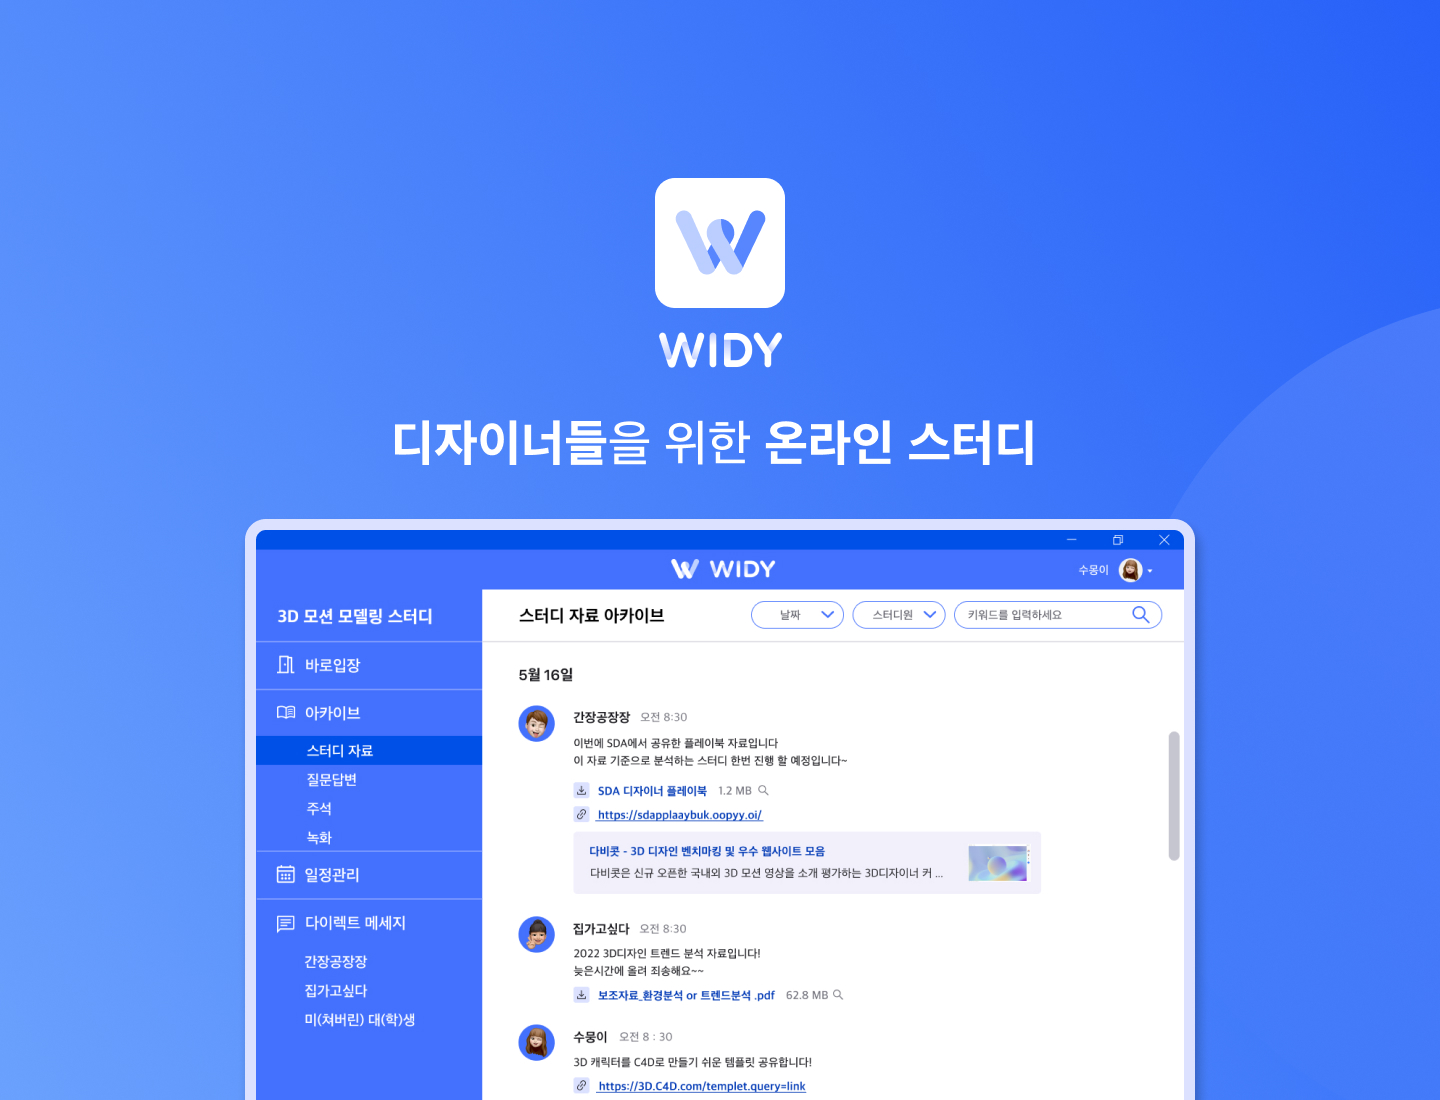 WIDY
디자이너들을 위한 온라인 스터디
WIDY
수뭉이
3D 모션 모델링 스터디
바로입장
아카이브
스터디 자료
질문답변
주석
녹화
일정관리
다이렉트 메세지
간장공장장
집가고싶다
미(쳐버린) 대(학)생
스터디 자료 아카이브
날짜
스터디원
키워드를 입력하세요
5월 16일
간장공장장 오전 8:30
이번에 SDA에서 공유한 플레이북 자료입니다
이 자료 기준으로 분석하는 스터디 한번 진행 할 예정입니다~
SDA 디자이너 플레이북 1.2 MB
https://sdapplaaybuk.oopyy.oi/
다비콧 - 3D 디자인 벤치마킹 및 우수 웹사이트 모음
다비콧은 신규 오픈한 국내외 3D 모션 영상을 소개 평가하는 3D디자이너 커 ...
집가고싶다 오전 8:30
2022 3D디자인 트렌드 분석 자료입니다!
늦은시간에 올려 죄송해요~~
보조자료_환경분석 or 트렌드분석 .pdf 62.8 MB
수뭉이 오전 8 : 30
3D 캐릭터를 C4D로 만들기 쉬운 템플릿 공유합니다!
https://3D.C4D.com/templet.query=link